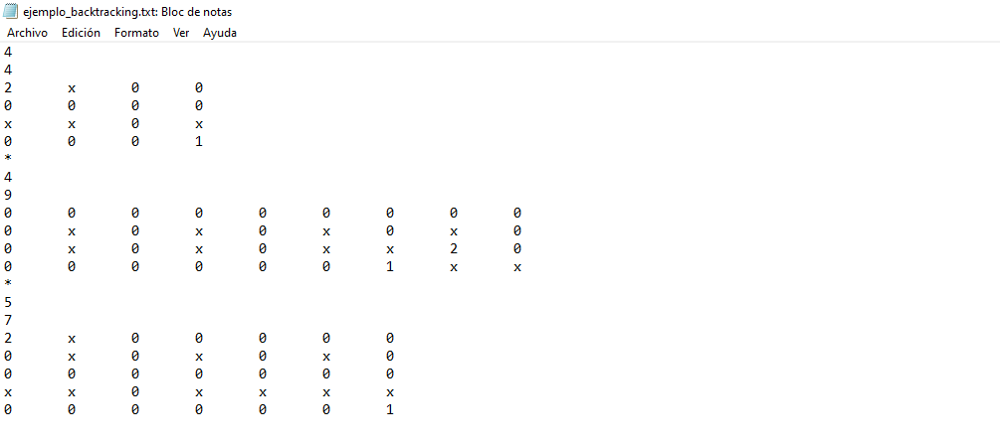 ejemplo_backtracking.txt: Bloc de notas
Archivo Edición Formato Ver Ayuda
4
4
2 x 0 0
0 0 0 0
x x 0 x
0 0 0 1
*
4
9
0 0 0 0 0 0 0 0 0
0 x 0 x 0 x 0 x 0
0 x 0 x 0 x x 2 0
0 0 0 0 0 0 1 x x
*
5
7
2 x 0 0 0 0 0
0 x 0 x 0 x 0
0 0 0 0 0 0 0
x x 0 x x x x
0 0 0 0 0 0 1